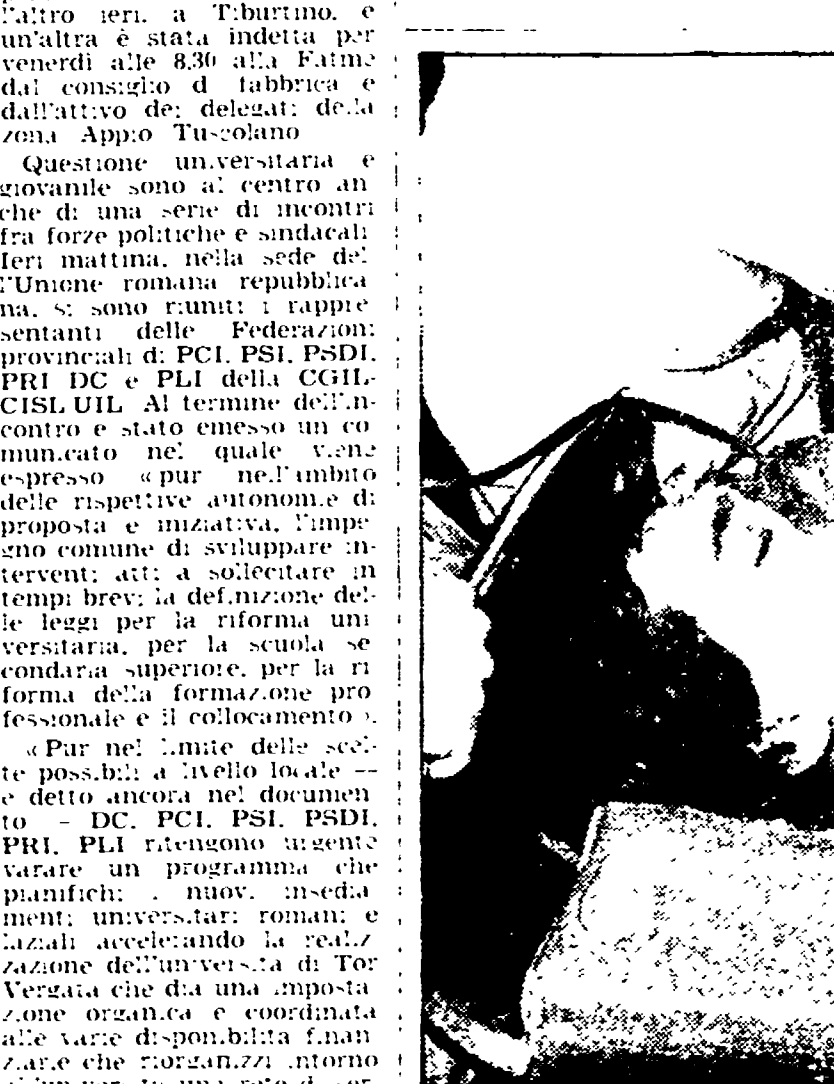 l'altro ieri, a Tiburtino, e
un'altra è stata indetta per
venerdì alle 8,30 alla Fatme
dal consiglio d fabbrica e
dall'attivo dei delegati della
zona Appio Tuscolano
Questione universitaria e
giovanile sono al centro an
che di una serie di incontri
fra forze politiche e sindacali
Ieri mattina, nella sede del
l'Unione romana repubblica
na, si sono riuniti i rappre
sentanti delle Federazioni
provinciali di PCI, PSI, PSDI,
PRI DC e PLI della CGIL-
CISL UIL Al termine dell'in-
contro e stato emesso un co
municato nel quale viene
espresso « pur nell'ambito
delle rispettive autonomie di
proposta e iniziativa, l'impe
gno comune di sviluppare in-
terventi atti a sollecitare in
tempi brevi la definizione del-
le leggi per la riforma uni
versitaria, per la scuola se
condaria superiore, per la ri
forma della formazione pro
fessionale e il collocamento ».
« Pur nel limite delle scel-
te possibili a livello locale --
e detto ancora nel documen
to - DC, PCI, PSI, PSDI,
PRI, PLI ritengono urgente
varare un programma che
pianifichi i nuovi insedia
menti universitari romani e
laziali accelerando la realiz
zazione dell'università di Tor
Vergata che dia una imposta
zione organica e coordinata
alle varie disponibilita finan
ziarie che riorganizzi intorno
una rete di